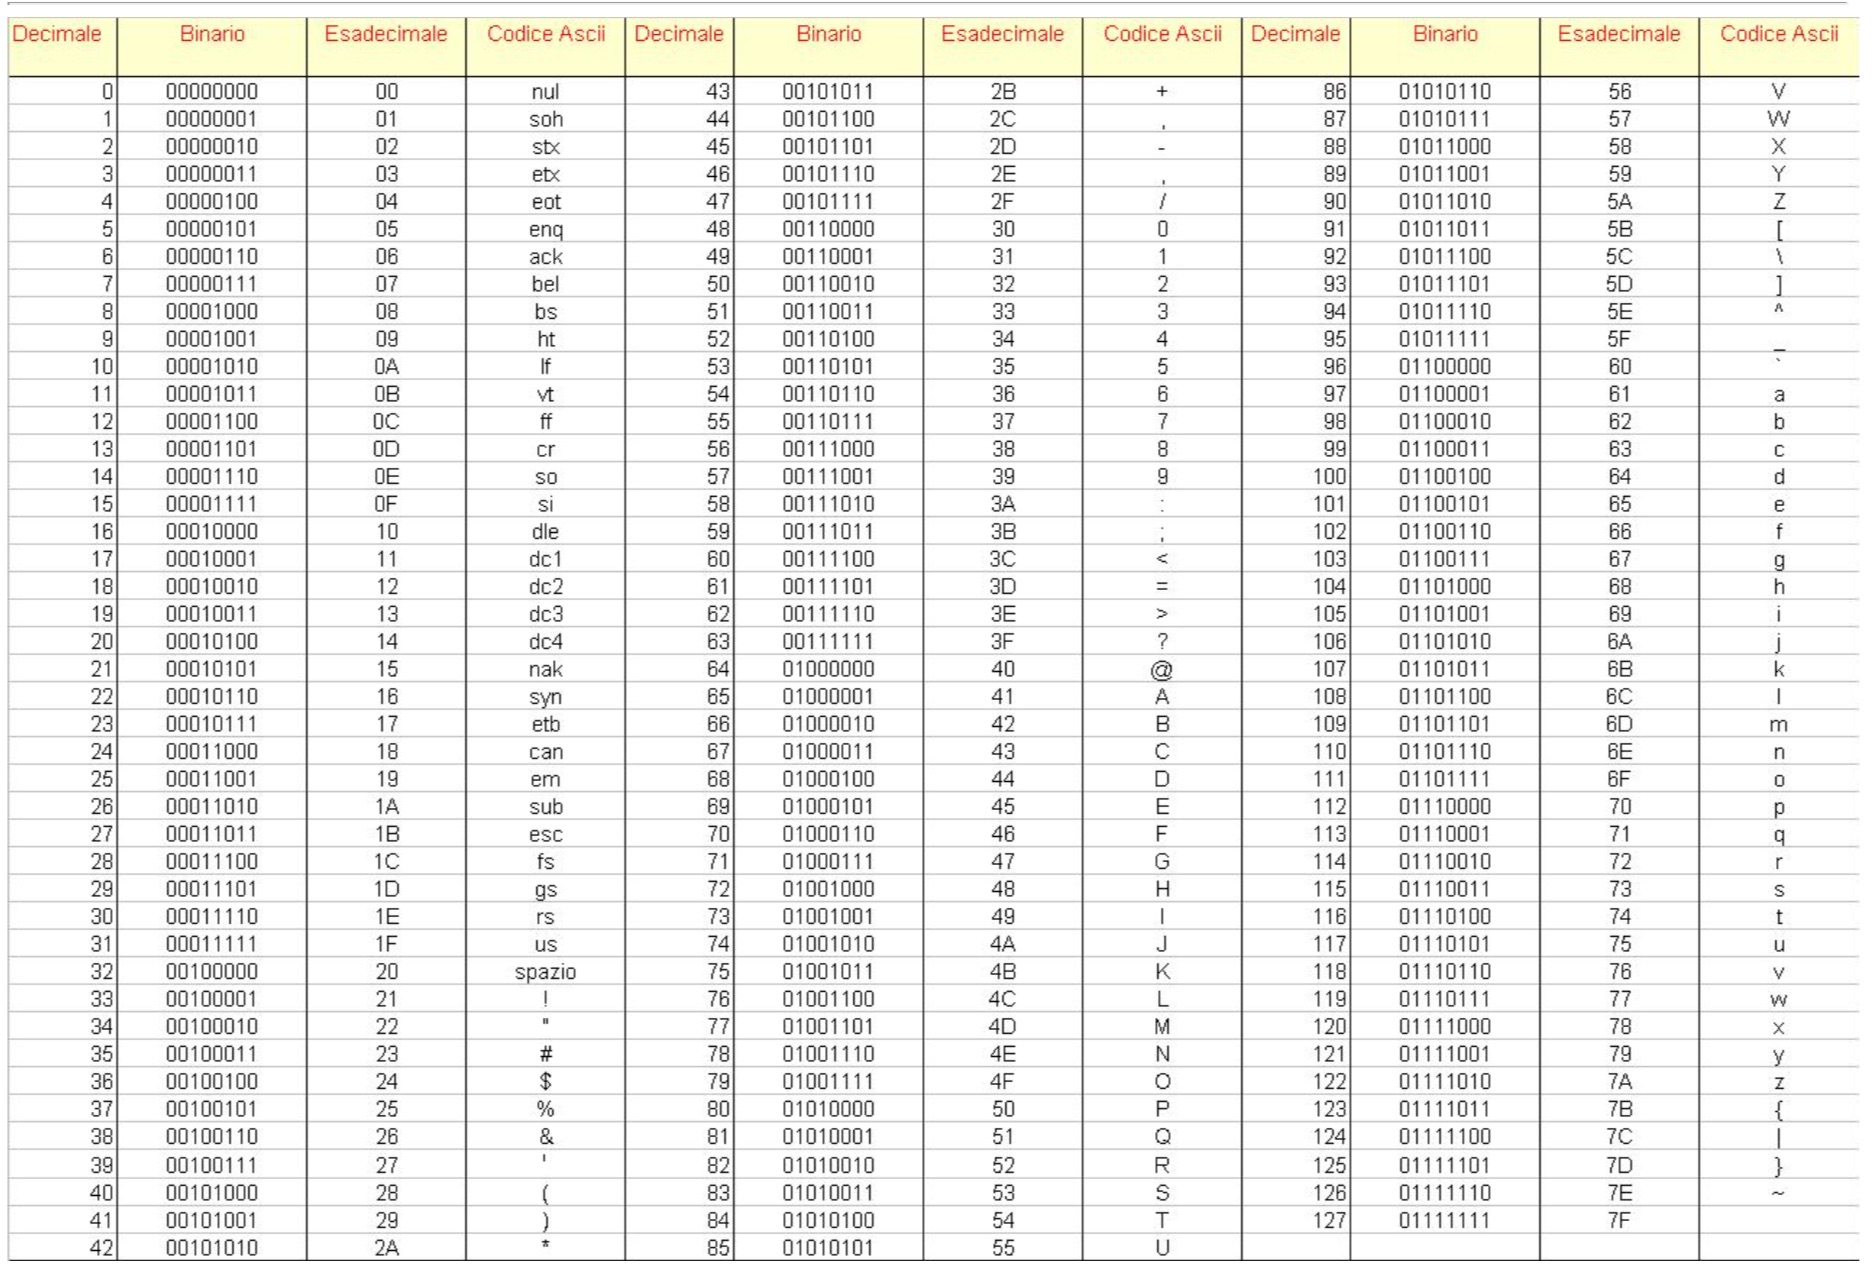 Decimale Binario Esadecimale Codice Ascii Decimale Binario Esadecimale Codice Ascii Decimale Binario Esadecimale Codice Ascii
0 00000000 00 nul 43 00101011 2B + 86 01010110 56 V
1 00000001 01 soh 44 00101100 2C , 87 01010111 57 W
2 00000010 02 stx 45 00101101 2D - 88 01011000 58 X
3 00000011 03 etx 46 00101110 2E , 89 01011001 59 Y
4 00000100 04 eot 47 00101111 2F / 90 01011010 5A Z
5 00000101 05 enq 48 00110000 30 0 91 01011011 5B [
6 00000110 06 ack 49 00110001 31 1 92 01011100 5C \
7 00000111 07 bel 50 00110010 32 2 93 01011101 5D ]
8 00001000 08 bs 51 00110011 33 3 94 01011110 5E ^
9 00001001 09 ht 52 00110100 34 4 95 01011111 5F _
10 00001010 0A lf 53 00110101 35 5 96 01100000 60 `
11 00001011 0B vt 54 00110110 36 6 97 01100001 61 a
12 00001100 0C ff 55 00110111 37 7 98 01100010 62 b
13 00001101 0D cr 56 00111000 38 8 99 01100011 63 c
14 00001110 0E so 57 00111001 39 9 100 01100100 64 d
15 00001111 0F si 58 00111010 3A : 101 01100101 65 e
16 00010000 10 dle 59 00111011 3B ; 102 01100110 66 f
17 00010001 11 dc1 60 00111100 3C < 103 01100111 67 g
18 00010010 12 dc2 61 00111101 3D = 104 01101000 68 h
19 00010011 13 dc3 62 00111110 3E > 105 01101001 69 i
20 00010100 14 dc4 63 00111111 3F ? 106 01101010 6A j
21 00010101 15 nak 64 01000000 40 @ 107 01101011 6B k
22 00010110 16 syn 65 01000001 41 A 108 01101100 6C l
23 00010111 17 etb 66 01000010 42 B 109 01101101 6D m
24 00011000 18 can 67 01000011 43 C 110 01101110 6E n
25 00011001 19 em 68 01000100 44 D 111 01101111 6F o
26 00011010 1A sub 69 01000101 45 E 112 01110000 70 p
27 00011011 1B esc 70 01000110 46 F 113 01110001 71 q
28 00011100 1C fs 71 01000111 47 G 114 01110010 72 r
29 00011101 1D gs 72 01001000 48 H 115 01110011 73 s
30 00011110 1E rs 73 01001001 49 I 116 01110100 74 t
31 00011111 1F us 74 01001010 4A J 117 01110101 75 u
32 00100000 20 spazio 75 01001011 4B K 118 01110110 76 v
33 00100001 21 ! 76 01001100 4C L 119 01110111 77 w
34 00100010 22 " 77 01001101 4D M 120 01111000 78 x
35 00100011 23 # 78 01001110 4E N 121 01111001 79 y
36 00100100 24 $ 79 01001111 4F O 122 01111010 7A z
37 00100101 25 % 80 01010000 50 P 123 01111011 7B {
38 00100110 26 & 81 01010001 51 Q 124 01111100 7C |
39 00100111 27 ' 82 01010010 52 R 125 01111101 7D }
40 00101000 28 ( 83 01010011 53 S 126 01111110 7E ~
41 00101001 29 ) 84 01010100 54 T 127 01111111 7F
42 00101010 2A * 85 01010101 55 U